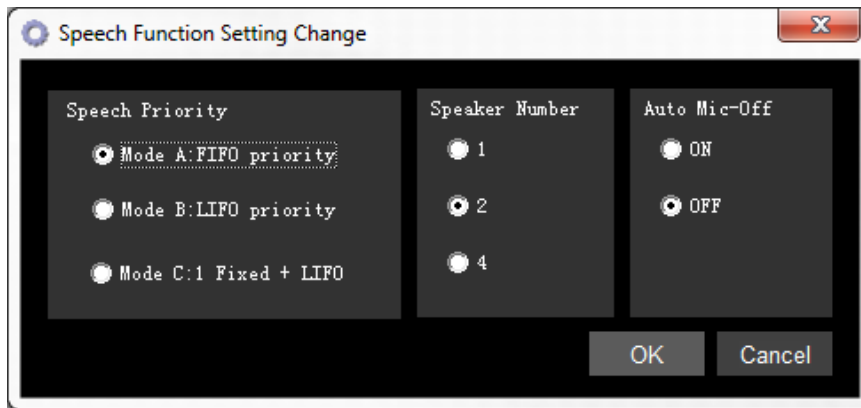 Speech Function Setting Change
X
Speech Priority
Mode A:FIFO priority
Mode B:LIFO priority
Mode C:1 Fixed + LIFO
Speaker Number
1
2
4
Auto Mic-Off
ON
OFF
OK
Cancel